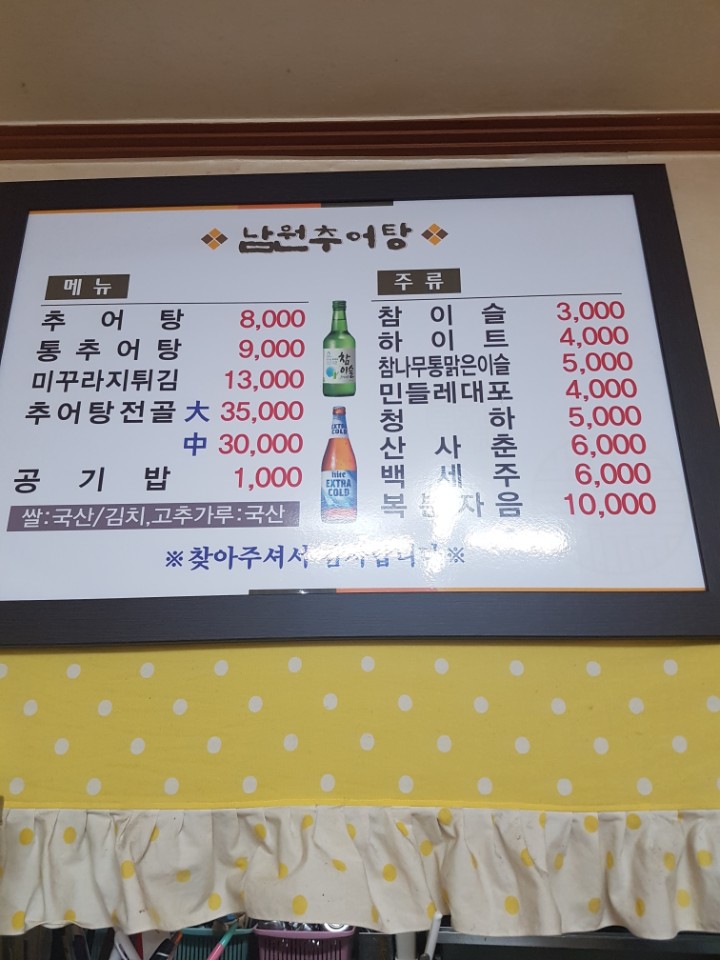 남원추어탕
메뉴
추어탕 8,000
통추어탕 9,000
미꾸라지튀김 13,000
추어탕전골 大 35,000
中 30,000
공기밥 1,000
쌀:국산/김치,고추가루:국산
주류
참이슬 3,000
하이트 4,000
참나무통맑은이슬 5,000
민들레대포 4,000
청하 5,000
산사춘 6,000
백세주 6,000
복분자음 10,000
참이슬
EXTRA COLD
hite
EXTRA
COLD
※찾아주셔서 감사합니다※